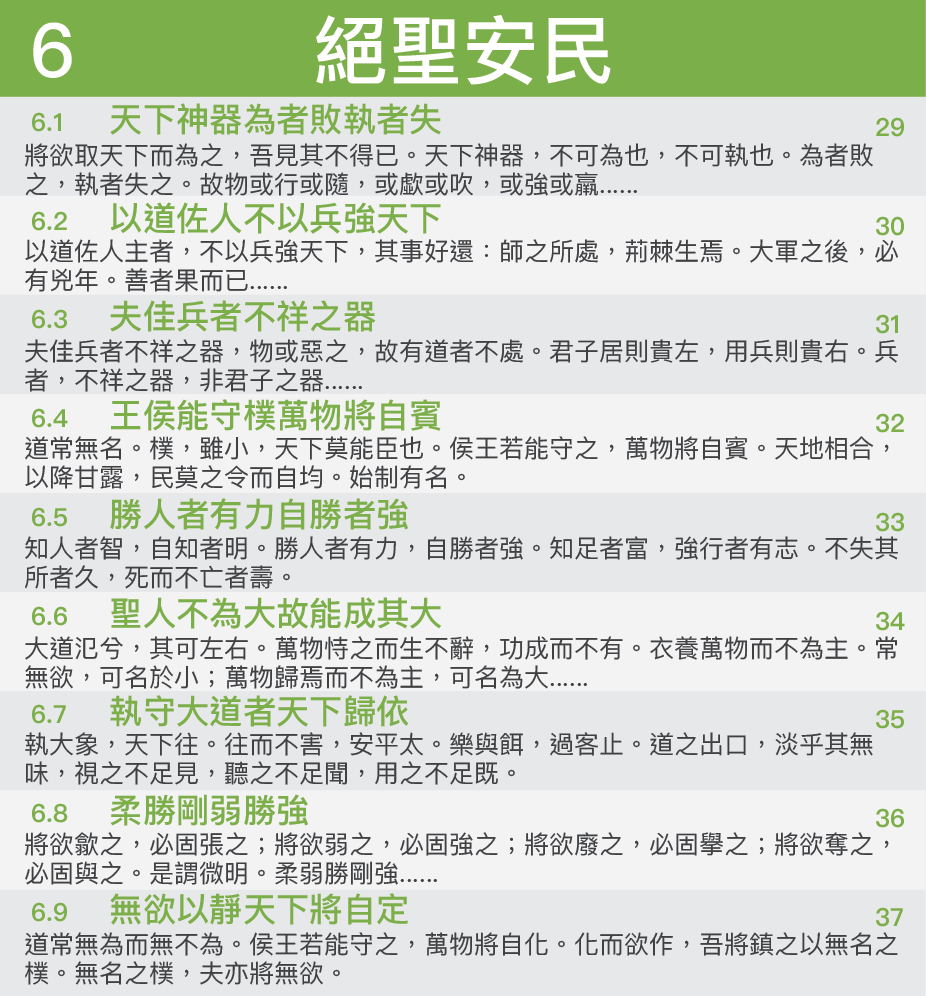 6 絕聖安民
6.1 天下神器為者敗執者失 29
將欲取天下而為之，吾見其不得已。天下神器，不可為也，不可執也。為者敗
之，執者失之。故物或行或隨，或歔或吹，或強或羸......
6.2 以道佐人不以兵強天下 30
以道佐人主者，不以兵強天下，其事好還：師之所處，荊棘生焉。大軍之後，必
有兇年。善者果而已......
6.3 夫佳兵者不祥之器 31
夫佳兵者不祥之器，物或惡之，故有道者不處。君子居則貴左，用兵則貴右。兵
者，不祥之器，非君子之器......
6.4 王侯能守樸萬物將自賓 32
道常無名。樸，雖小，天下莫能臣也。侯王若能守之，萬物將自賓。天地相合，
以降甘露，民莫之令而自均。始制有名。
6.5 勝人者有力自勝者強 33
知人者智，自知者明。勝人者有力，自勝者強。知足者富，強行者有志。不失其
所者久，死而不亡者壽。
6.6 聖人不為大故能成其大 34
大道氾兮，其可左右。萬物恃之而生不辭，功成而不有。衣養萬物而不為主。常
無欲，可名於小；萬物歸焉而不為主，可名為大......
6.7 執守大道者天下歸依 35
執大象，天下往。往而不害，安平太。樂與餌，過客止。道之出口，淡乎其無
味，視之不足見，聽之不足聞，用之不足既。
6.8 柔勝剛弱勝強 36
將欲歙之，必固張之；將欲弱之，必固強之；將欲廢之，必固擧之；將欲奪之，
必固與之。是謂微明。柔弱勝剛強......
6.9 無欲以靜天下將自定 37
道常無為而無不為。侯王若能守之，萬物將自化。化而欲作，吾將鎮之以無名之
樸。無名之樸，夫亦將無欲。